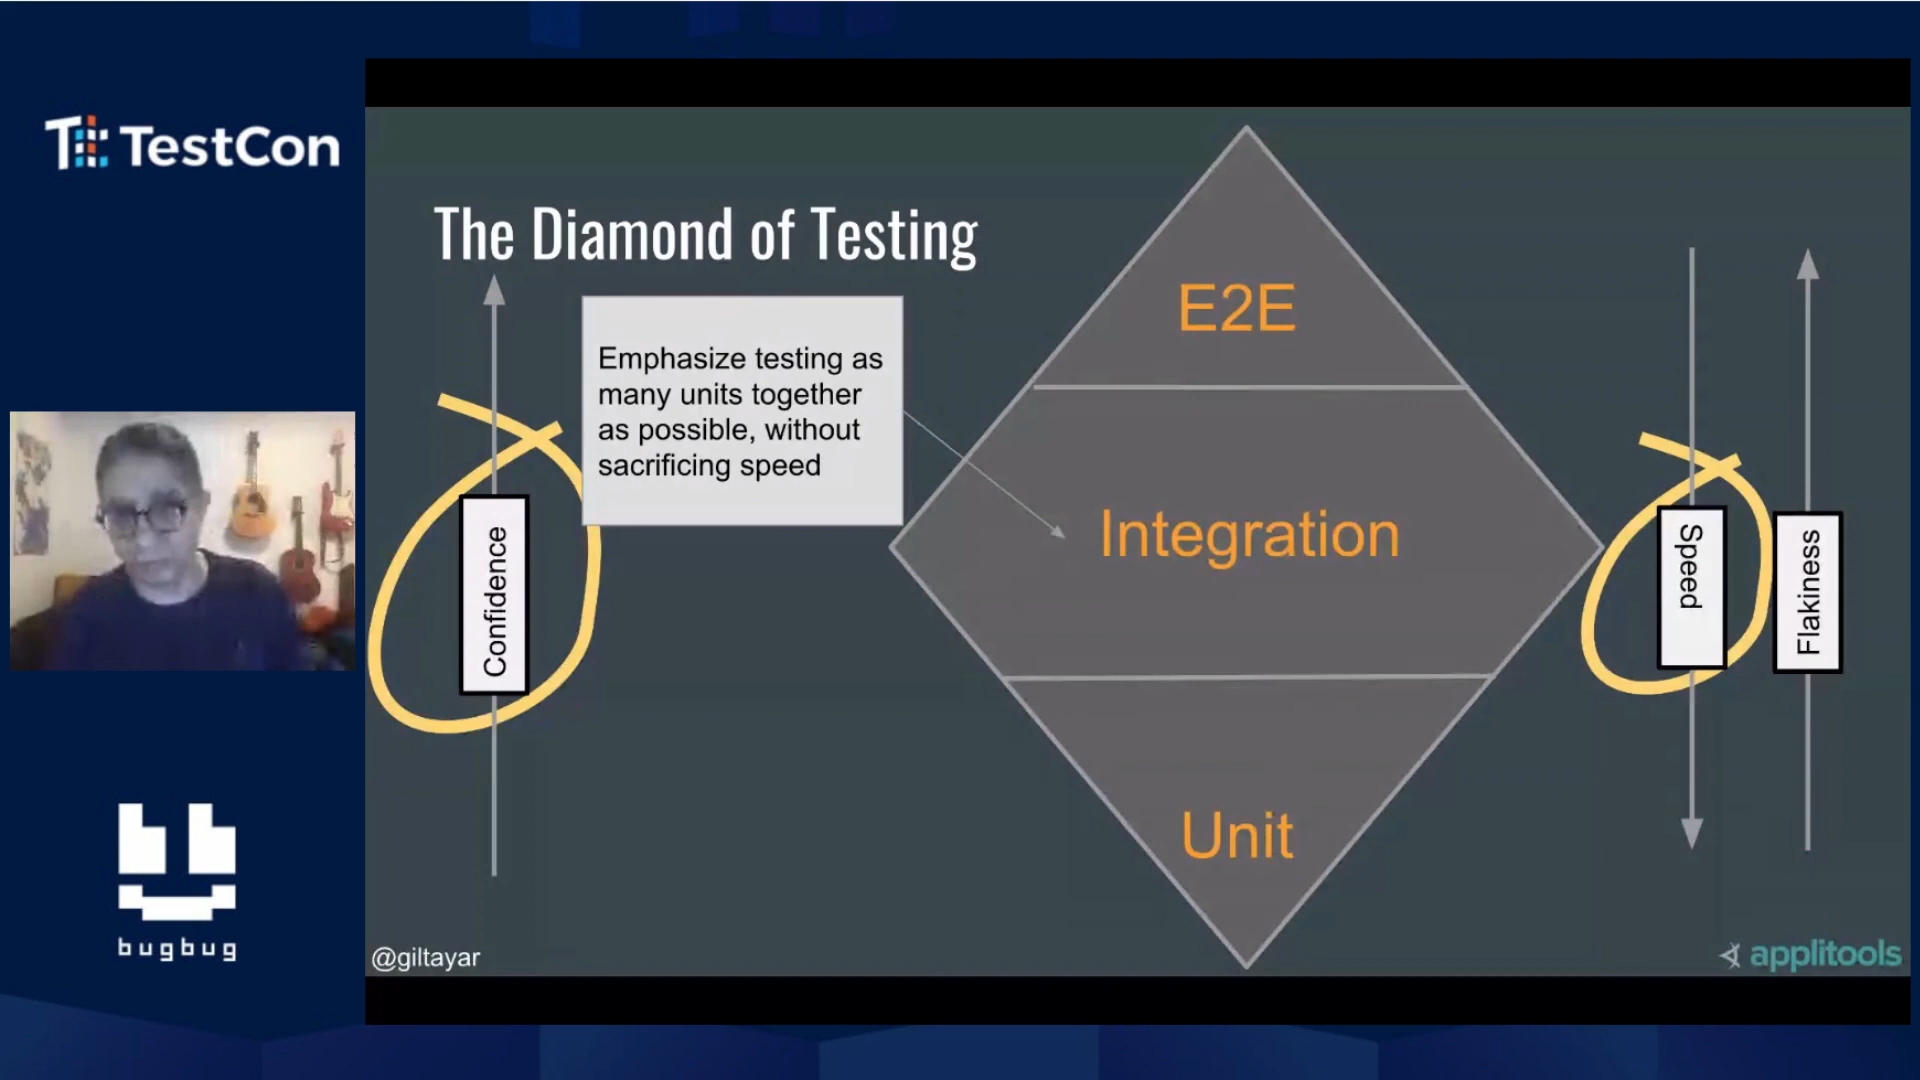 TestCon
The Diamond of Testing
Emphasize testing as
many units together
as possible, without
sacrificing speed
E2E
Integration
Unit
Confidence
Speed
Flakiness
bugbug
@giltayar
applitools